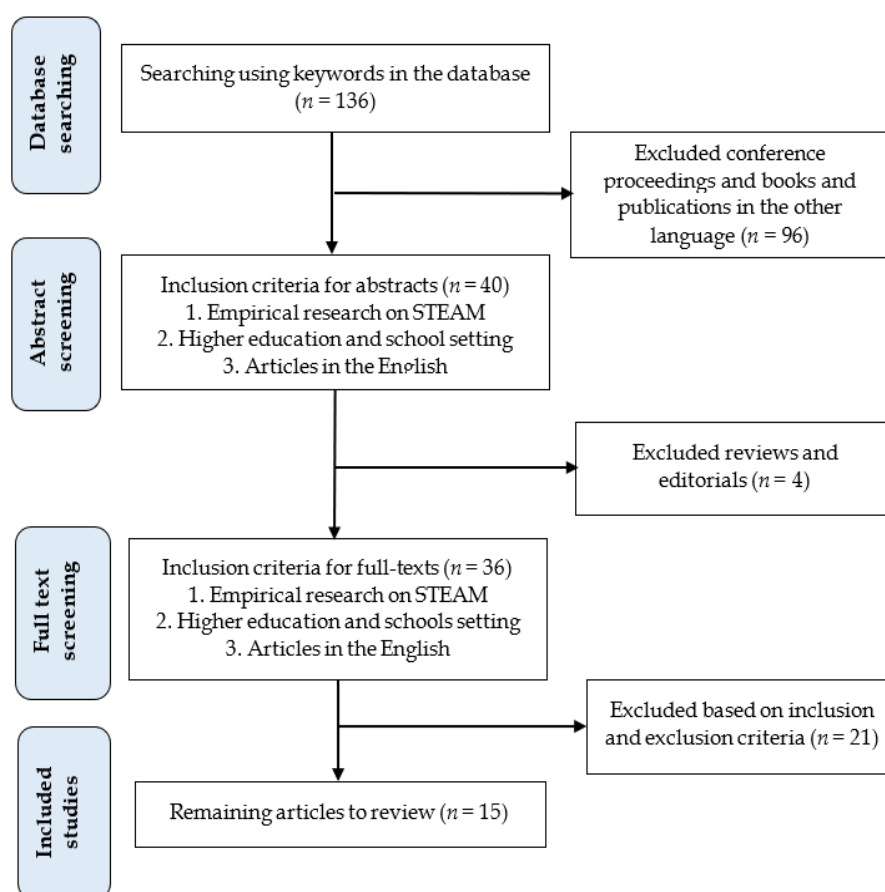 Database
searching
Searching using keywords in the database
(n = 136)
Excluded conference
proceedings and books and
publications in the other
language (n = 96)
Abstract
screening
Inclusion criteria for abstracts (n = 40)
1. Empirical research on STEAM
2. Higher education and school setting
3. Articles in the English
Excluded reviews and
editorials (n = 4)
Full text
screening
Inclusion criteria for full-texts (n = 36)
1. Empirical research on STEAM
2. Higher education and schools setting
3. Articles in the English
Excluded based on inclusion
and exclusion criteria (n = 21)
Included
studies
Remaining articles to review (n = 15)